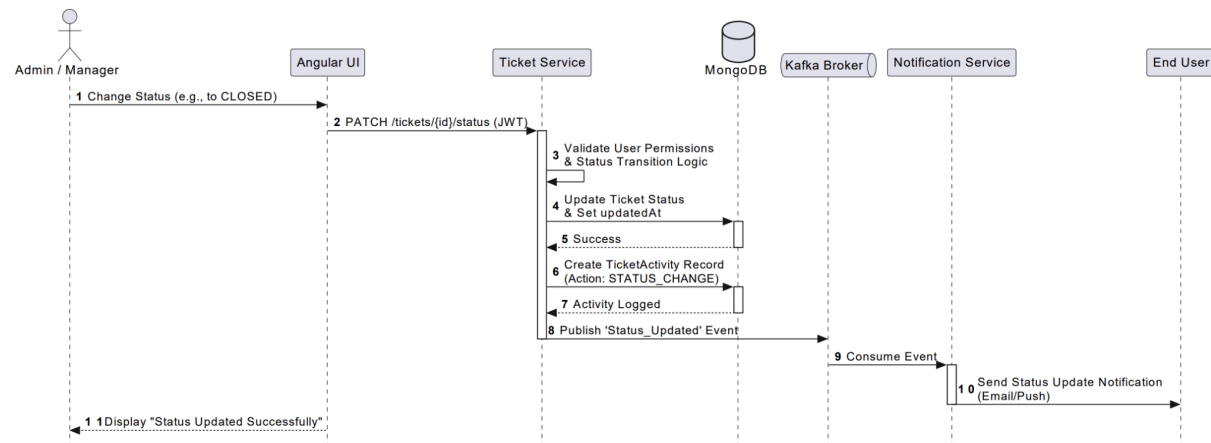 Admin / Manager
Angular UI
Ticket Service
MongoDB
Kafka Broker
Notification Service
End User
1 Change Status (e.g., to CLOSED)
2 PATCH /tickets/{id}/status (JWT)
3 Validate User Permissions
& Status Transition Logic
4 Update Ticket Status
& Set updatedAt
5 Success
6 Create TicketActivity Record
(Action: STATUS_CHANGE)
7 Activity Logged
8 Publish 'Status_Updated' Event
9 Consume Event
10 Send Status Update Notification
(Email/Push)
11 Display "Status Updated Successfully"